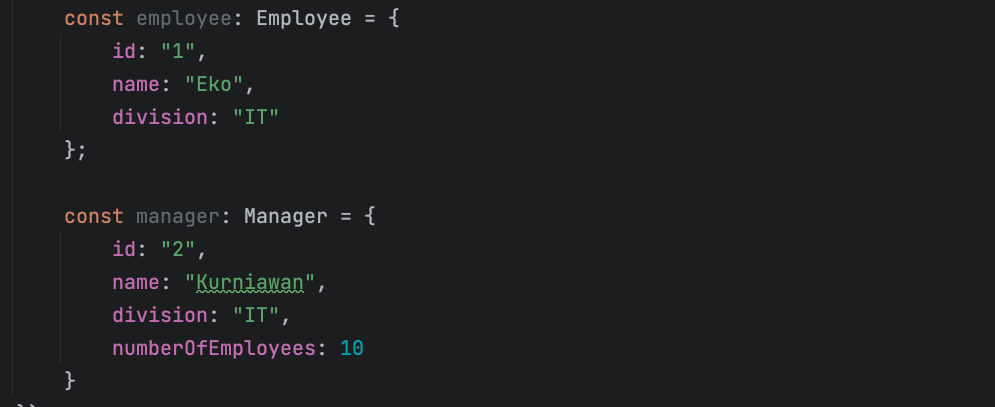 const employee: Employee = {
    id: "1",
    name: "Eko",
    division: "IT"
};

const manager: Manager = {
    id: "2",
    name: "Kurniawan",
    division: "IT",
    numberOfEmployees: 10
}